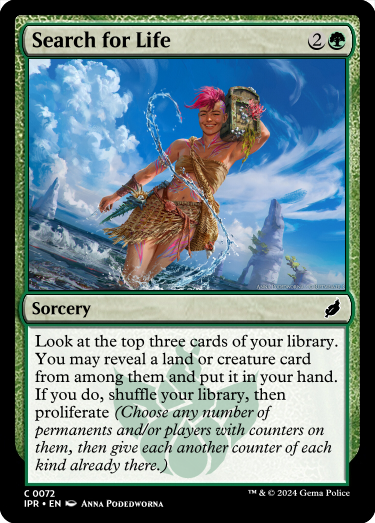 Search for Life 2
Sorcery
Look at the top three cards of your library.
You may reveal a land or creature card
from among them and put it in your hand.
If you do, shuffle your library, then
proliferate (Choose any number of
permanents and/or players with counters on
them, then give each another counter of each
kind already there.)
C 0072
IPR • EN Anna Podedworna
™ & © 2024 Gema Police